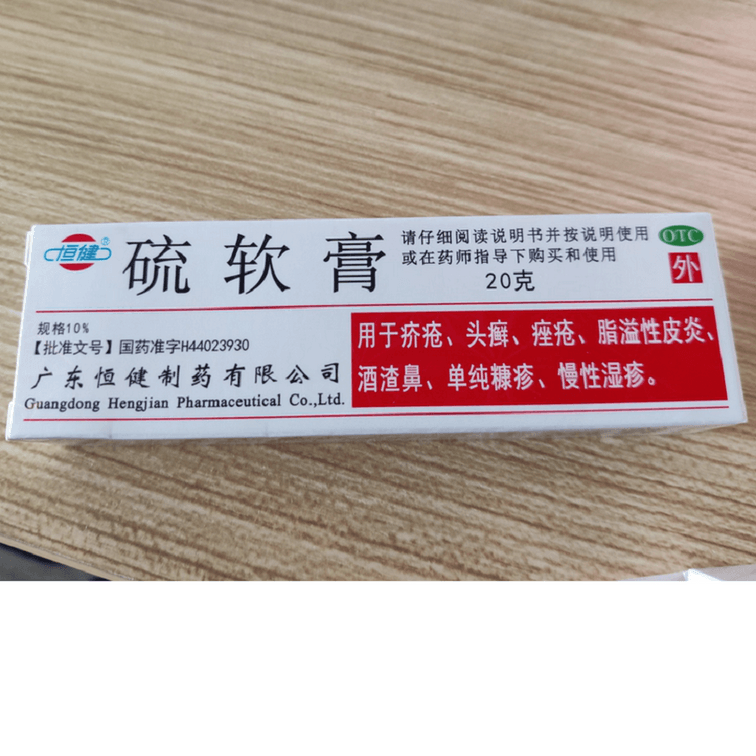 恒健®
硫软膏
请仔细阅读说明书并按说明使用
或在药师指导下购买和使用
20克
OTC
外
规格10%
【批准文号】国药准字H44023930
广东恒健制药有限公司
Guangdong Hengjian Pharmaceutical Co.,Ltd.
用于疥疮、头癣、痤疮、脂溢性皮炎、
酒渣鼻、单纯糠疹、慢性湿疹。